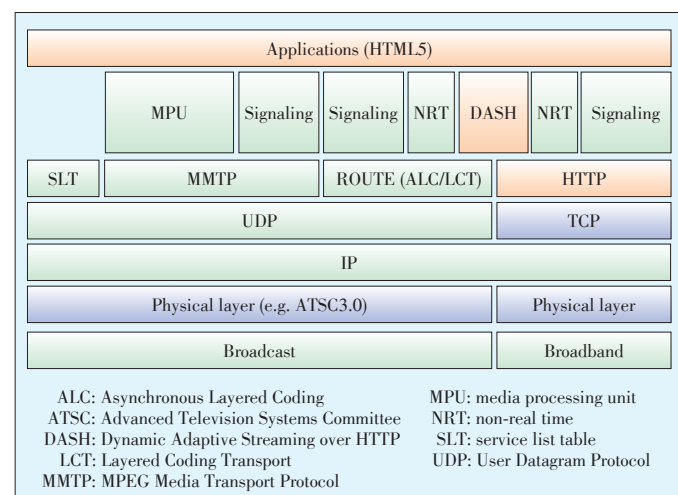 Applications (HTML5)
MPU Signaling Signaling NRT DASH NRT Signaling
SLT MMTP ROUTE (ALC/LCT) HTTP
UDP TCP
IP
Physical layer (e.g. ATSC3.0) Physical layer
Broadcast Broadband
ALC: Asynchronous Layered Coding
ATSC: Advanced Television Systems Committee
DASH: Dynamic Adaptive Streaming over HTTP
LCT: Layered Coding Transport
MMTP: MPEG Media Transport Protocol
MPU: media processing unit
NRT: non-real time
SLT: service list table
UDP: User Datagram Protocol